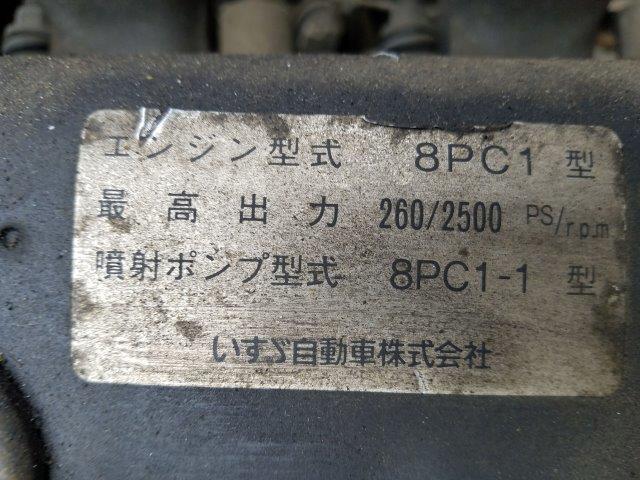 エンジン型式 8PC1 型
最高出力 260/2500 PS/rpm
噴射ポンプ型式 8PC1-1 型
いすゞ自動車株式会社